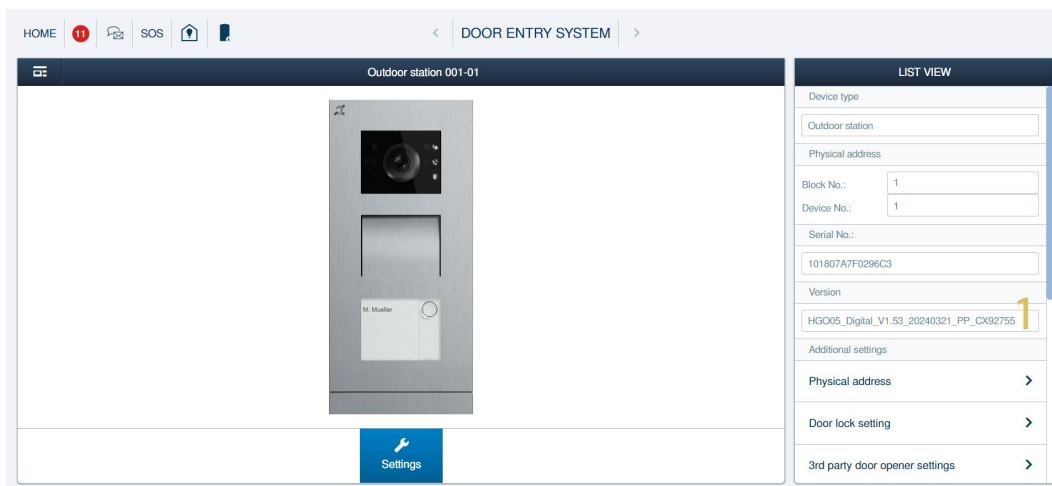 HOME 11 SOS < DOOR ENTRY SYSTEM >
Outdoor station 001-01
M. Mueller
Settings
LIST VIEW
Device type
Outdoor station
Physical address
Block No.: 1
Device No.: 1
Serial No.:
101807A7F0296C3
Version
HGO05_Digital_V1.53_20240321_PP_CX92755
1
Additional settings
Physical address >
Door lock setting >
3rd party door opener settings >